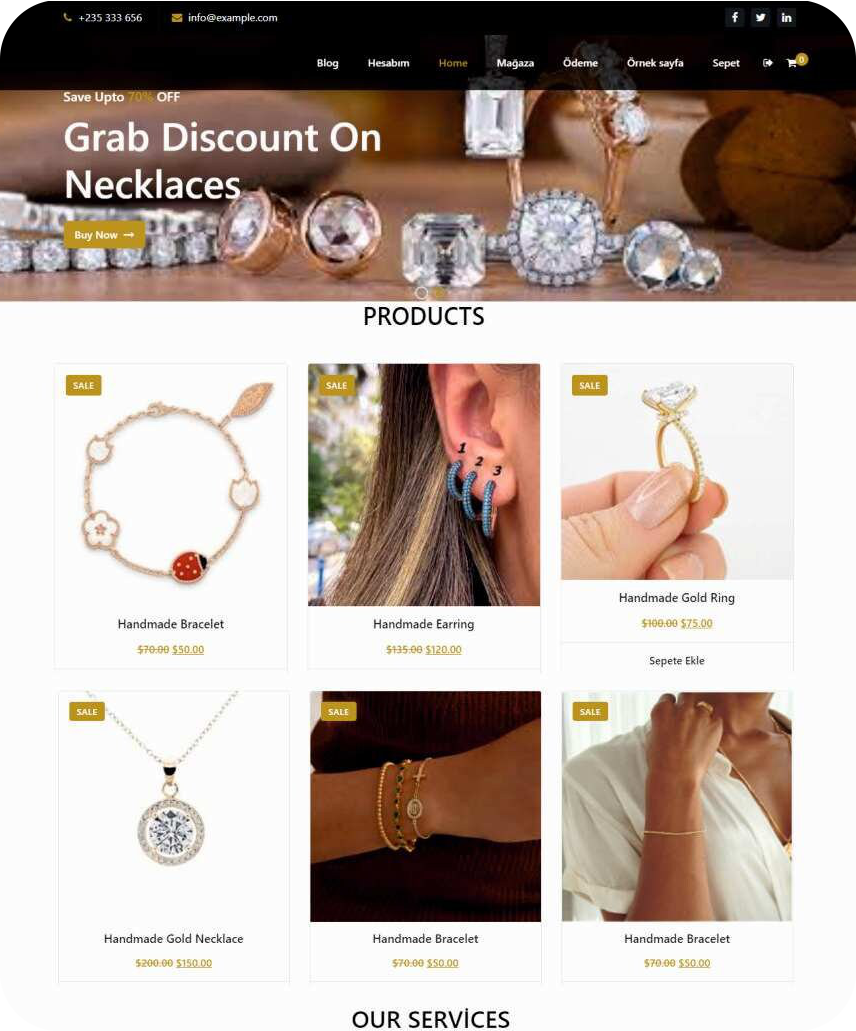 +235 333 656 info@example.com
Blog Hesabım Home Mağaza Ödeme Örnek sayfa Sepet 0
Save Upto 70% OFF
Grab Discount On
Necklaces
Buy Now
PRODUCTS
SALE
SALE
SALE
1 2 3
Handmade Bracelet
$70.00 $50.00
Handmade Earring
$135.00 $120.00
Handmade Gold Ring
$100.00 $75.00
Sepete Ekle
SALE
SALE
SALE
Handmade Gold Necklace
$200.00 $150.00
Handmade Bracelet
$70.00 $50.00
Handmade Bracelet
$70.00 $50.00
OUR SERVİCES